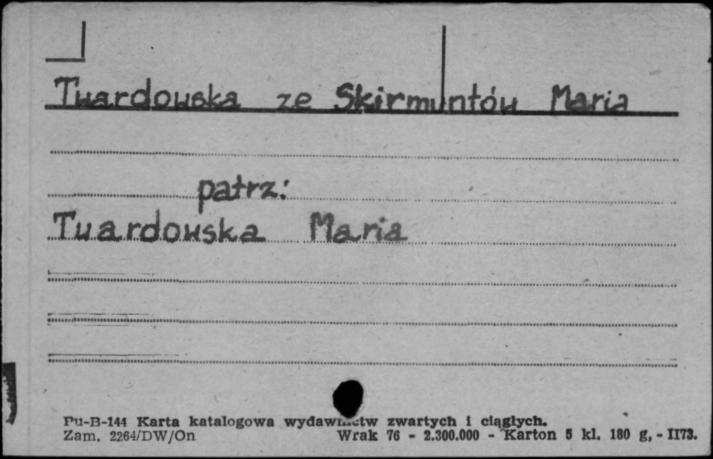 Twardowska ze Skirmuntów Maria
patrz:
Twardowska Maria
Pu-B-144 Karta katalogowa wydawnictw zwartych i ciągłych.
Zam. 2264/DW/On Wrak 76 - 2.300.000 - Karton 5 kl. 180 g, - II73.